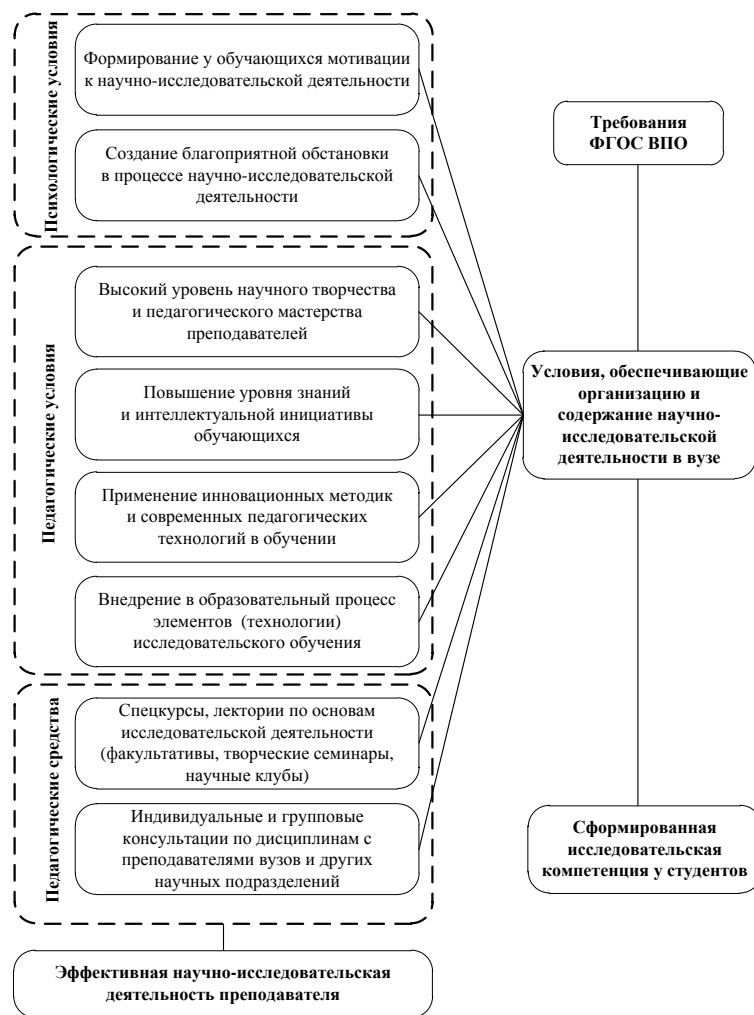 Психологические условия
Формирование у обучающихся мотивации
к научно-исследовательской деятельности
Создание благоприятной обстановки
в процессе научно-исследовательской
деятельности
Педагогические условия
Высокий уровень научного творчества
и педагогического мастерства
преподавателей
Повышение уровня знаний
и интеллектуальной инициативы
обучающихся
Применение инновационных методик
и современных педагогических
технологий в обучении
Внедрение в образовательный процесс
элементов (технологии)
исследовательского обучения
Педагогические средства
Спецкурсы, лектории по основам
исследовательской деятельности
(факультативы, творческие семинары,
научные клубы)
Индивидуальные и групповые
консультации по дисциплинам с
преподавателями вузов и других
научных подразделений
Эффективная научно-исследовательская
деятельность преподавателя
Требования
ФГОС ВПО
Условия, обеспечивающие
организацию и
содержание научно-
исследовательской
деятельности в вузе
Сформированная
исследовательская
компетенция у студентов